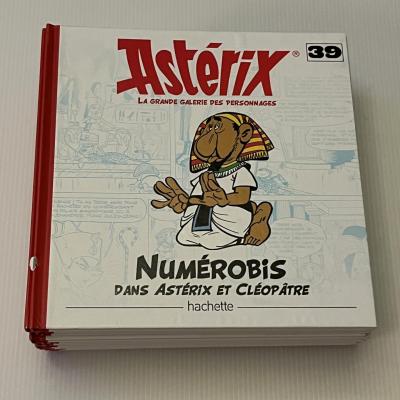 Astérix®
39
LA GRANDE GALERIE DES PERSONNAGES
NUMÉROBIS
DANS ASTÉRIX ET CLÉOPÂTRE
hachette